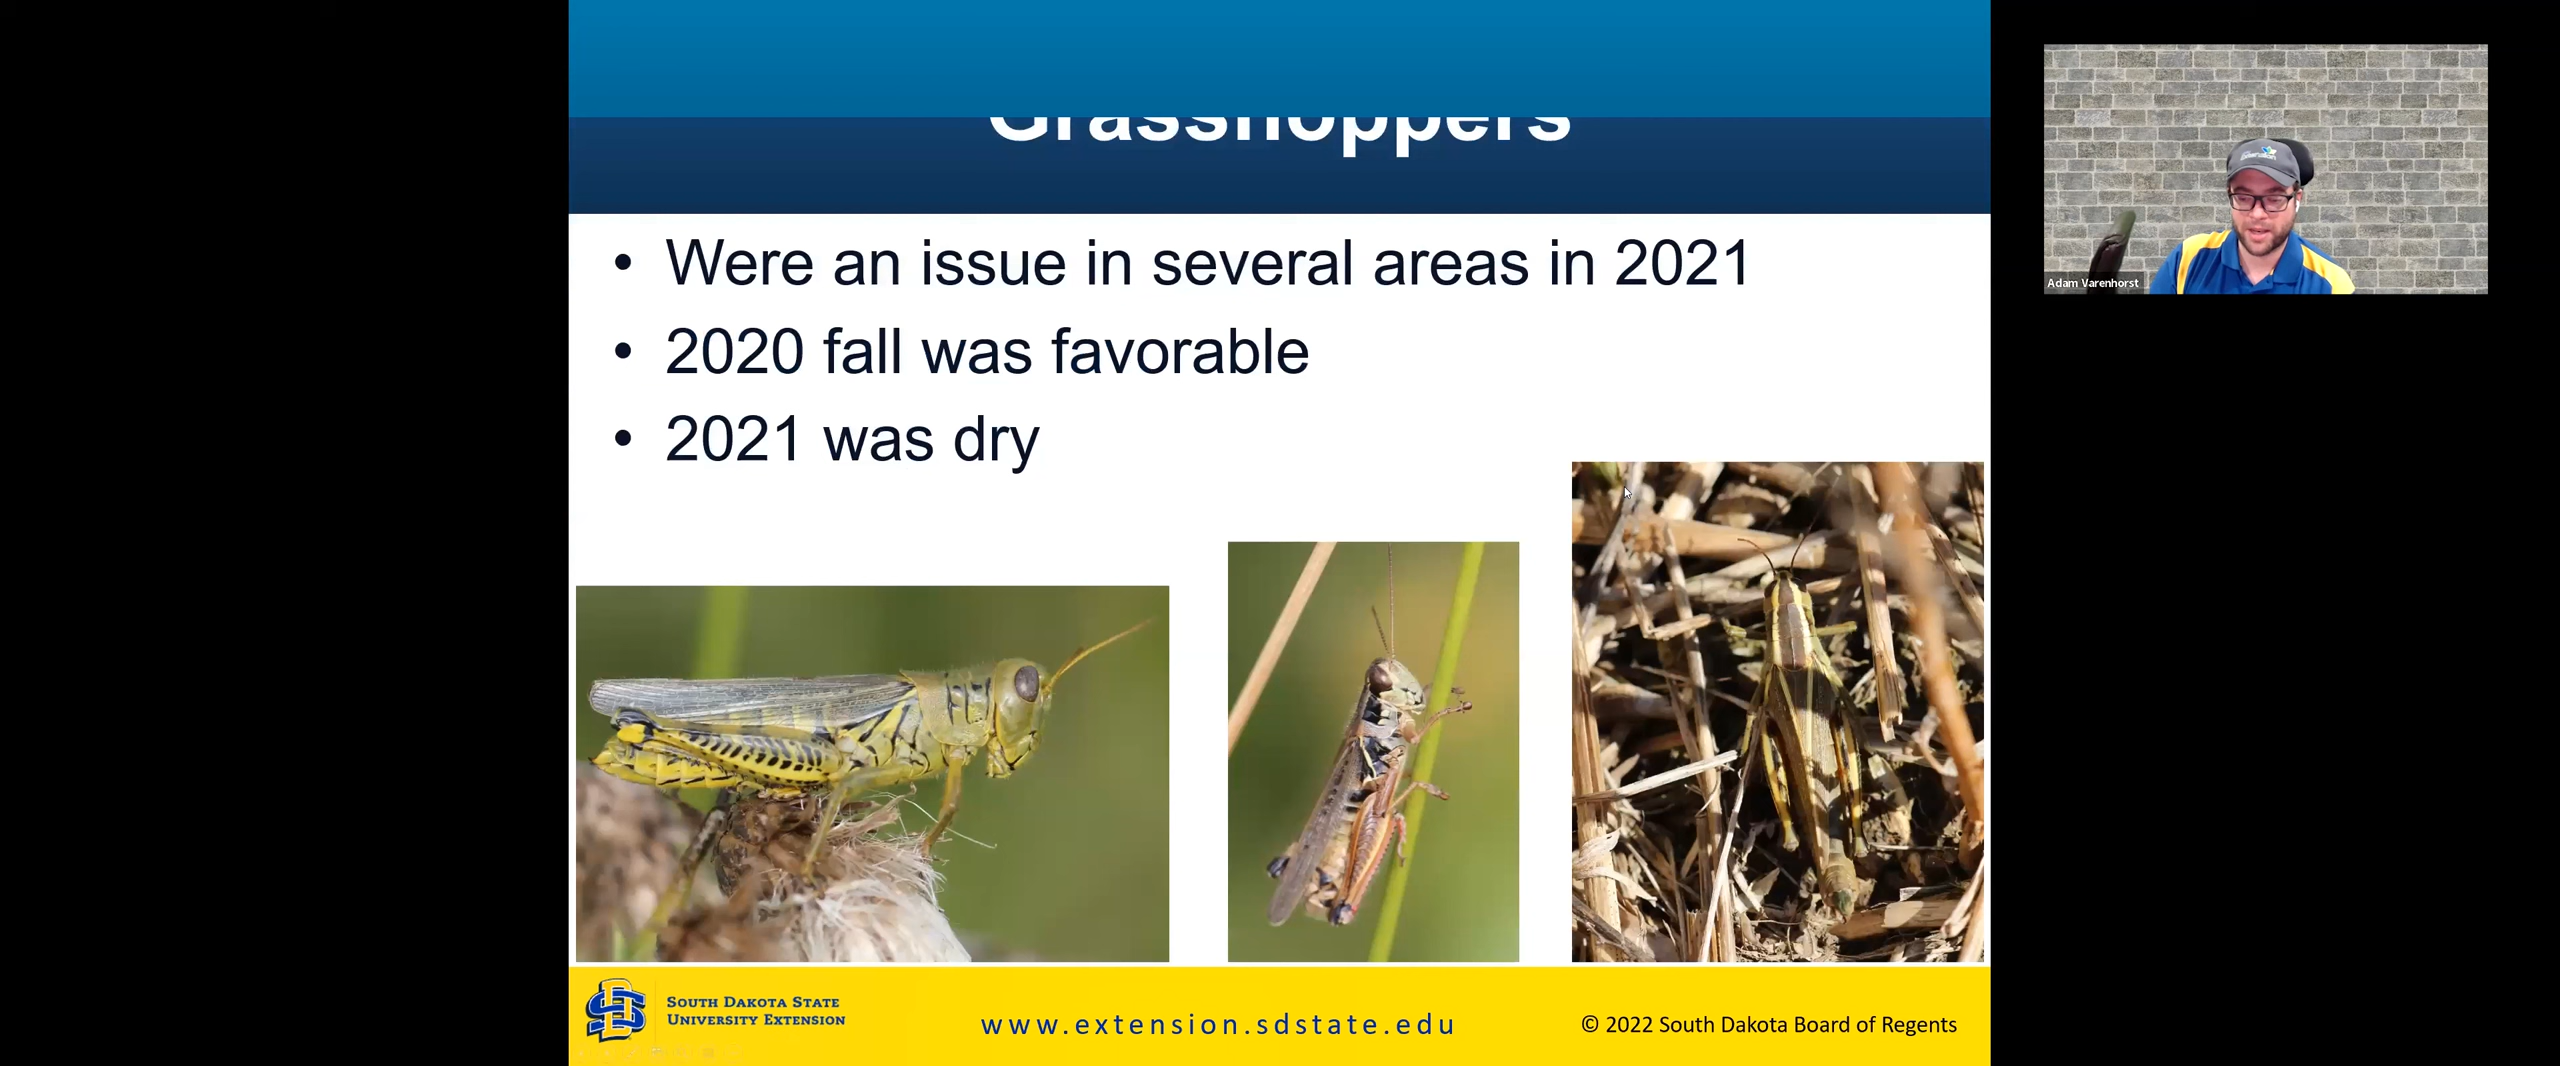 Grasshoppers
• Were an issue in several areas in 2021
• 2020 fall was favorable
• 2021 was dry
Adam Varenhorst
SOUTH DAKOTA STATE
UNIVERSITY EXTENSION
www.extension.sdstate.edu
© 2022 South Dakota Board of Regents